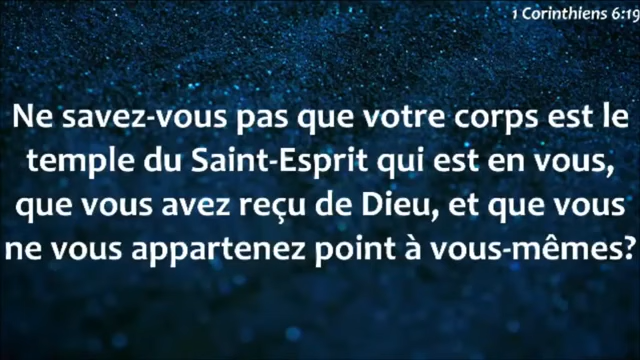 1 Corinthiens 6:19
Ne savez-vous pas que votre corps est le
temple du Saint-Esprit qui est en vous,
que vous avez reçu de Dieu, et que vous
ne vous appartenez point à vous-mêmes?